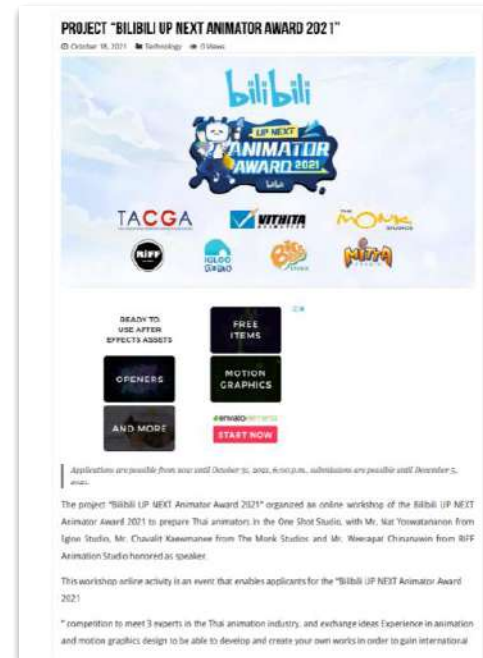 PROJECT "BILIBILI UP NEXT ANIMATOR AWARD 2021"
October 18, 2021 Technology 0 Views
bilibili
UP NEXT
ANIMATOR
AWARD 2021
bilibili
TACGA
VITHITA
ANIMATION
THE
MONK
STUDIOS
RiFF
IGLOO
STUDIO
BIG
MITYA
READY TO
USE AFTER
EFFECTS ASSETS
FREE
ITEMS
OPENERS
MOTION
GRAPHICS
AND MORE
envatoelements
START NOW
Applications are possible from now until October 31, 2021, 6:00 p.m., submissions are possible until December 5,
2021.
The project "Bilibili UP NEXT Animator Award 2021" organized an online workshop of the Bilibili UP NEXT
Animator Award 2021 to prepare Thai animators in the One Shot Studio, with Mr. Nat Yoswatananon from
Igloo Studio, Mr. Chavalit Kaewmanee from The Monk Studios and Mr. Weerapat Chinanuwin from RiFF
Animation Studio honored as speaker.
This workshop online activity is an event that enables applicants for the "Bilibili UP NEXT Animator Award
2021
" competition to meet 3 experts in the Thai animation industry, and exchange ideas Experience in animation
and motion graphics design to be able to develop and create your own works in order to gain international